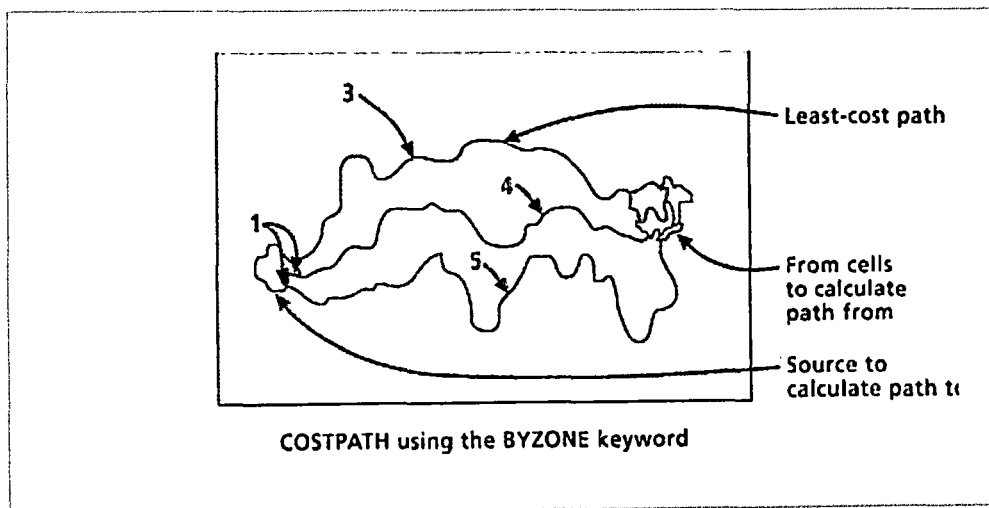 3
Least-cost path
4
1
5
From cells
to calculate
path from
Source to
calculate path
COSTPATH using the BYZONE keyword